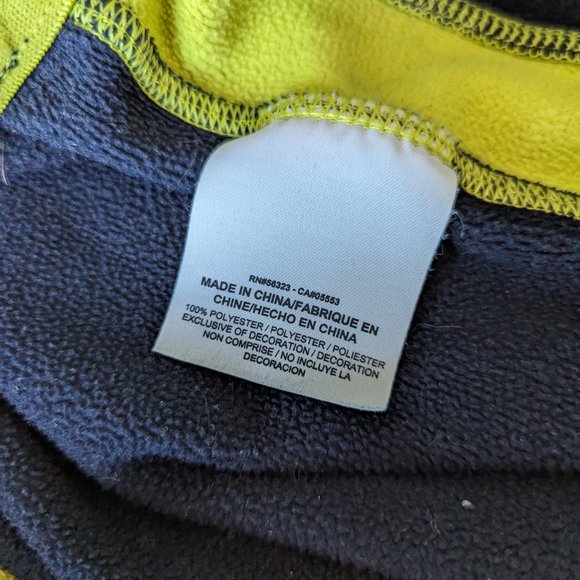 RN#56323 - CA#05553
MADE IN CHINA/FABRIQUE EN
CHINE/HECHO EN CHINA
100% POLYESTER / POLYESTER / POLIESTER
EXCLUSIVE OF DECORATION / DECORATION
NON COMPRISE / NO INCLUYE LA
DECORACION